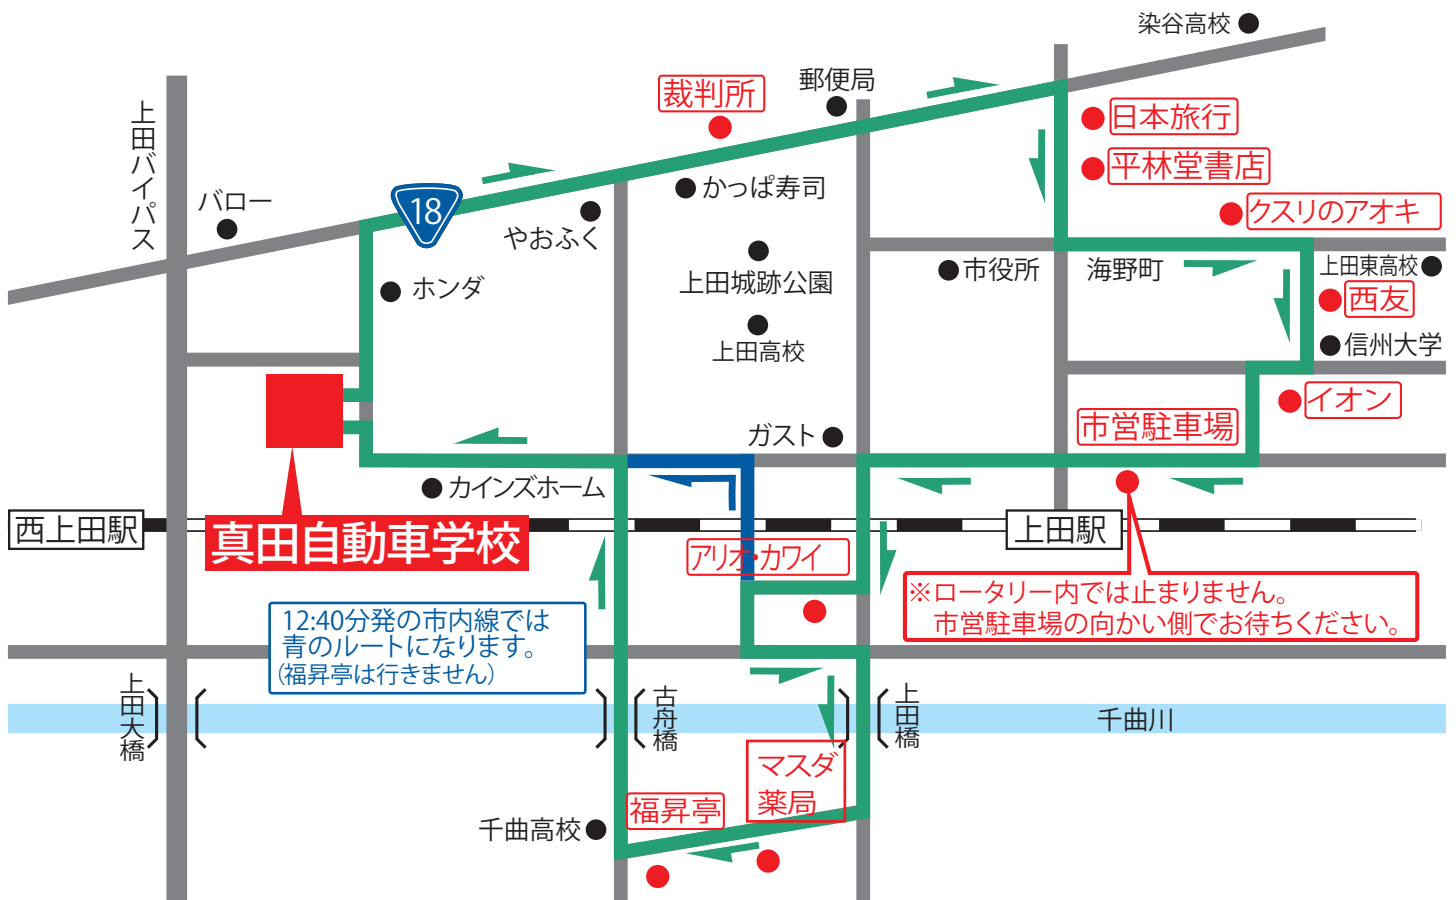 染谷高校
郵便局
裁判所
上田バイパス
日本旅行
平林堂書店
バロー
18
かっぱ寿司
クスリのアオキ
やおふく
市役所
海野町
上田東高校
ホンダ
上田城跡公園
西友
上田高校
信州大学
イオン
市営駐車場
ガスト
カインズホーム
西上田駅
真田自動車学校
上田駅
アリオ・カワイ
※ロータリー内では止まりません。
市営駐車場の向かい側でお待ちください。
12:40分発の市内線では
青のルートになります。
(福昇亭は行きません)
上田大橋
古舟橋
上田橋
千曲川
マスダ
薬局
福昇亭
千曲高校